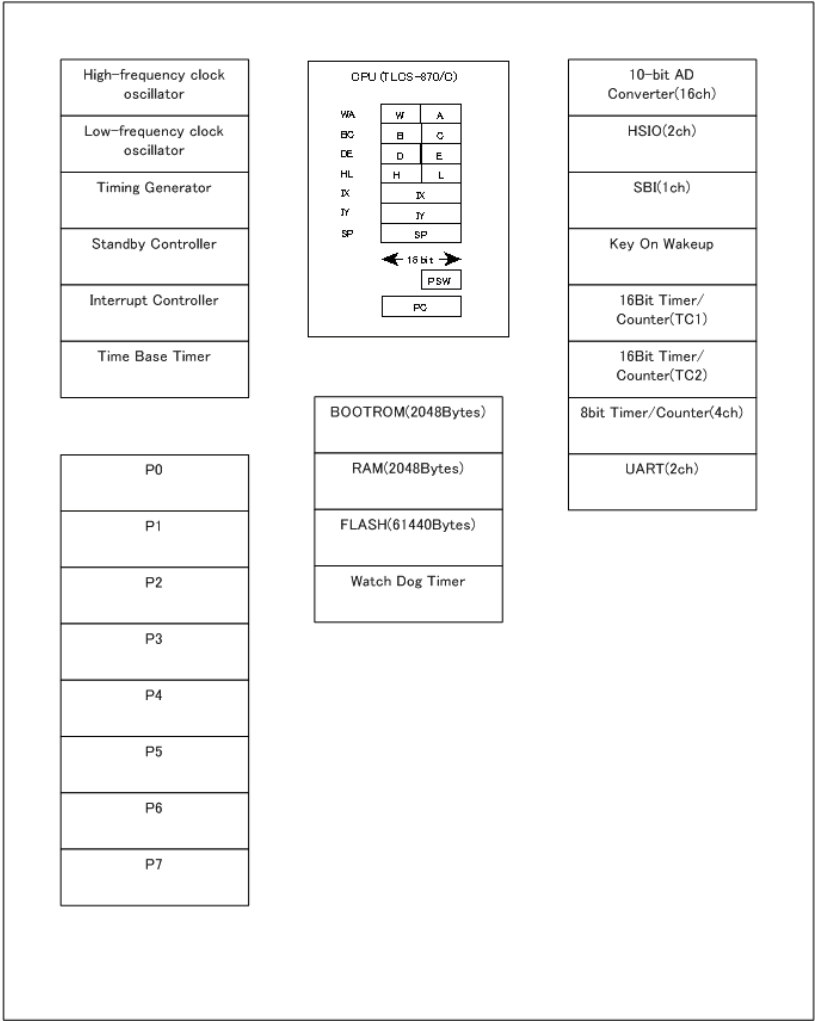 High-frequency clock
oscillator
Low-frequency clock
oscillator
Timing Generator
Standby Controller
Interrupt Controller
Time Base Timer
CPU (TLCS-870/C)
WA W A
BC B C
DE D E
HL H L
IX IX
IY IY
SP SP
16 bit
PSW
PC
10-bit AD
Converter(16ch)
HSIO(2ch)
SBI(1ch)
Key On Wakeup
16Bit Timer/
Counter(TC1)
16Bit Timer/
Counter(TC2)
8bit Timer/Counter(4ch)
UART(2ch)
BOOTROM(2048Bytes)
RAM(2048Bytes)
FLASH(61440Bytes)
Watch Dog Timer
P0
P1
P2
P3
P4
P5
P6
P7